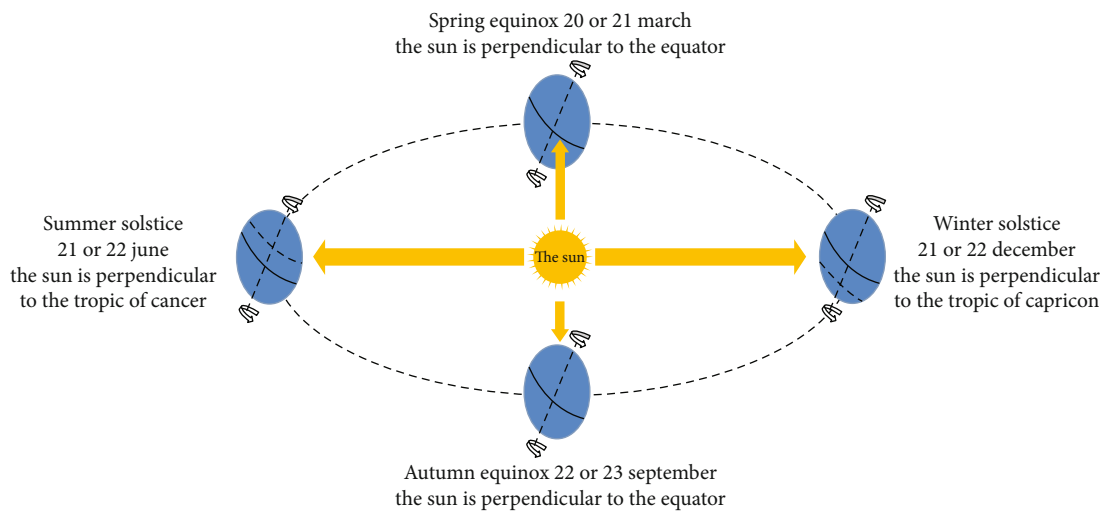 Spring equinox 20 or 21 march
the sun is perpendicular to the equator
Summer solstice
21 or 22 june
the sun is perpendicular
to the tropic of cancer
The sun
Winter solstice
21 or 22 december
the sun is perpendicular
to the tropic of capricon
Autumn equinox 22 or 23 september
the sun is perpendicular to the equator